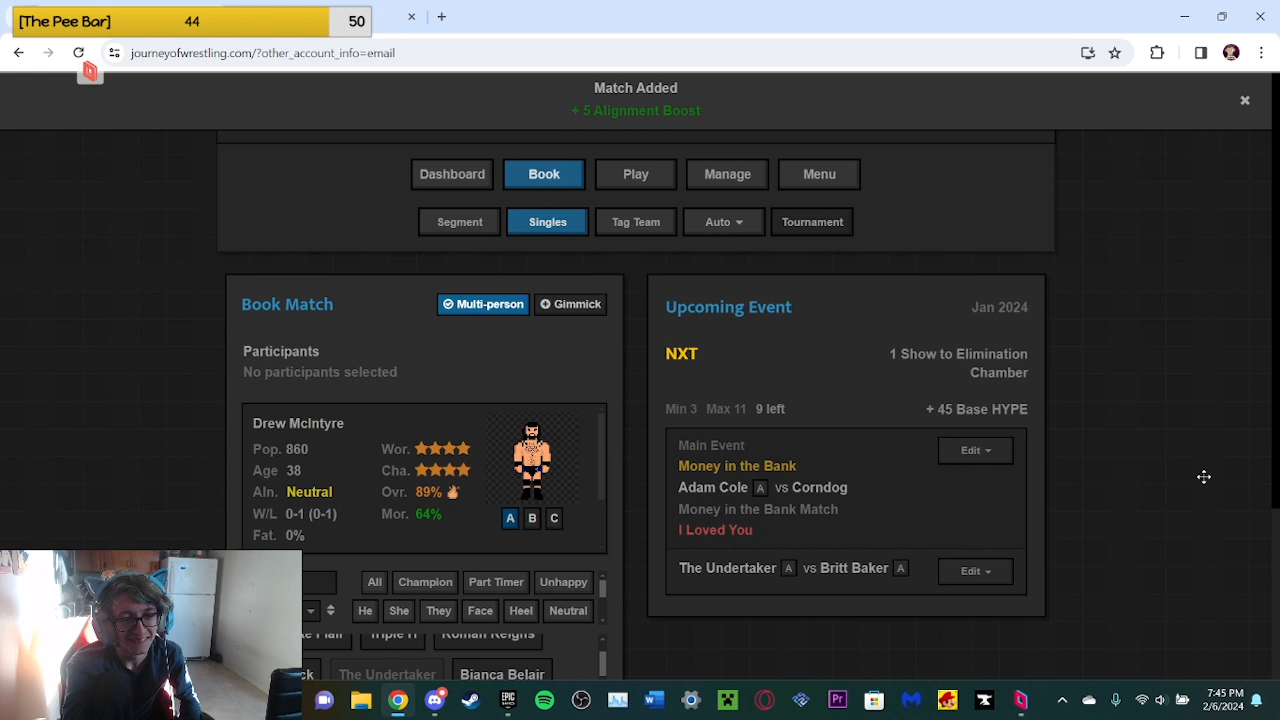 [The Pee Bar] 44 50
journeyofwrestling.com/?other_account_info=email
Match Added
+ 5 Alignment Boost
Dashboard Book Play Manage Menu
Segment Singles Tag Team Auto Tournament
Book Match Multi-person Gimmick
Participants
No participants selected
Drew McIntyre
Pop. 860 Wor.
Age 38 Cha.
Aln. Neutral Ovr. 89%
W/L 0-1 (0-1) Mor. 64%
Fat. 0%
A B C
All Champion Part Timer Unhappy
He She They Face Heel Neutral
Triple H Roman Reigns
The Undertaker Bianca Belair
Upcoming Event Jan 2024
NXT 1 Show to Elimination
Chamber
Min 3 Max 11 9 left + 45 Base HYPE
Main Event Edit
Money in the Bank
Adam Cole A vs Corndog
Money in the Bank Match
I Loved You
The Undertaker A vs Britt Baker A Edit
7:45 PM
2/6/2024